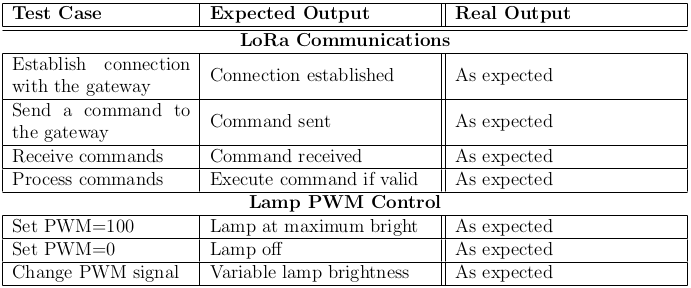 Test Case Expected Output Real Output
LoRa Communications
Establish connection
with the gateway Connection established As expected
Send a command to
the gateway Command sent As expected
Receive commands Command received As expected
Process commands Execute command if valid As expected
Lamp PWM Control
Set PWM=100 Lamp at maximum bright As expected
Set PWM=0 Lamp off As expected
Change PWM signal Variable lamp brightness As expected